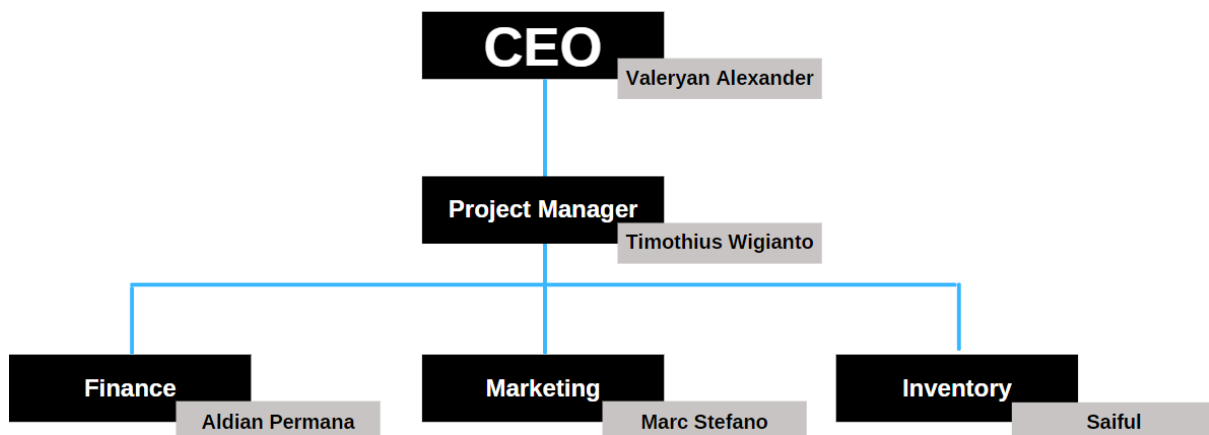 CEO
Valeryan Alexander
Project Manager
Timothius Wigianto
Finance
Aldian Permana
Marketing
Marc Stefano
Inventory
Saiful